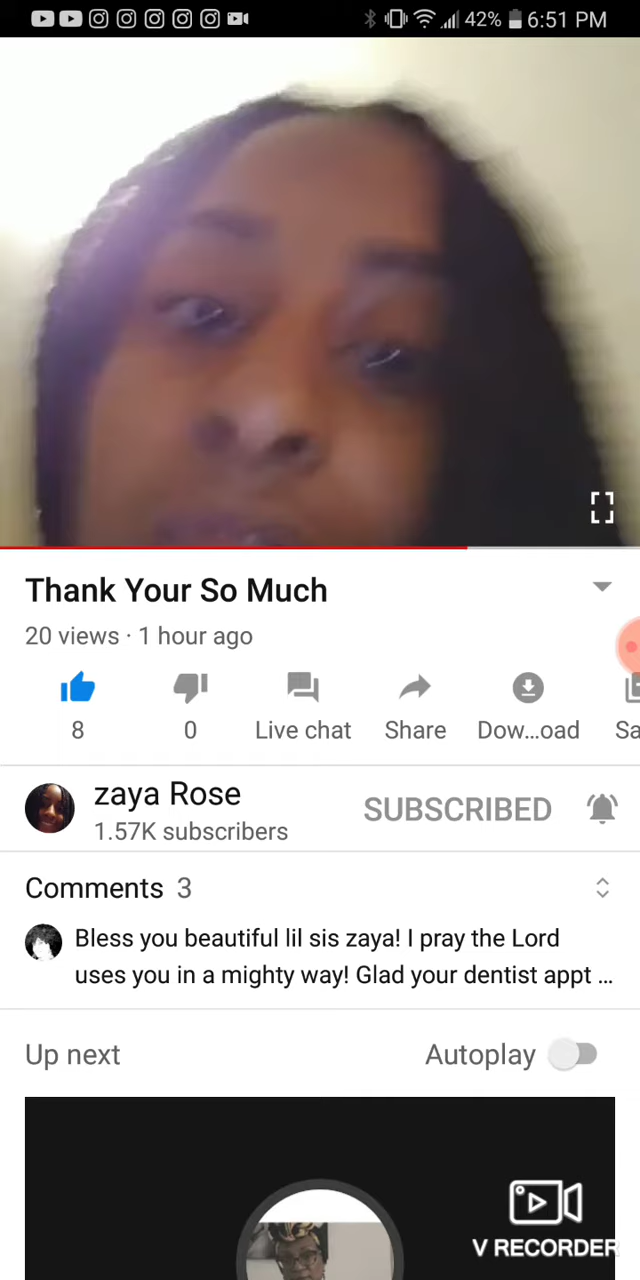 42% 6:51 PM
Thank Your So Much
20 views · 1 hour ago
8 0 Live chat Share Dow...oad Sa
zaya Rose
1.57K subscribers
SUBSCRIBED
Comments 3
Bless you beautiful lil sis zaya! I pray the Lord
uses you in a mighty way! Glad your dentist appt ...
Up next Autoplay
V RECORDER